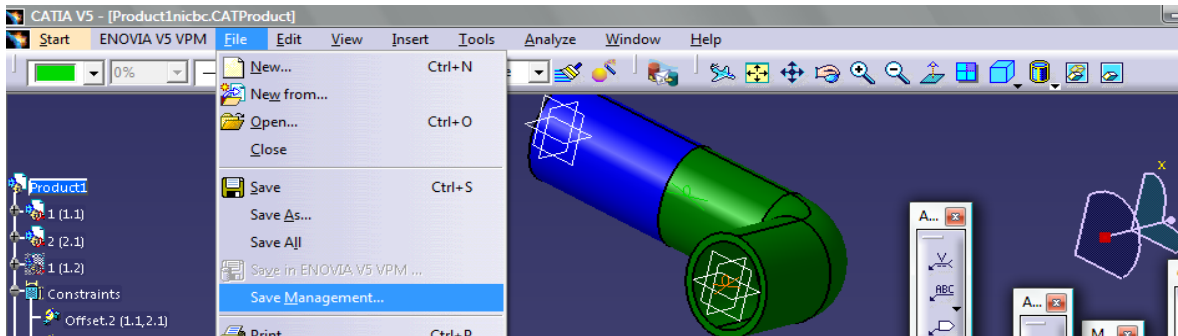 CATIA V5 - [Product1nicbc.CATProduct]
Start ENOVIA V5 VPM File Edit View Insert Tools Analyze Window Help
0%
New... Ctrl+N
New from...
Open... Ctrl+O
Close
Save Ctrl+S
Save As...
Save All
Save in ENOVIA V5 VPM ...
Save Management...
Print... Ctrl+P
Product1
1 (1.1)
2 (2.1)
1 (1.2)
Constraints
Offset.2 (1.1,2.1)
x
A...
ABC
A...
M...